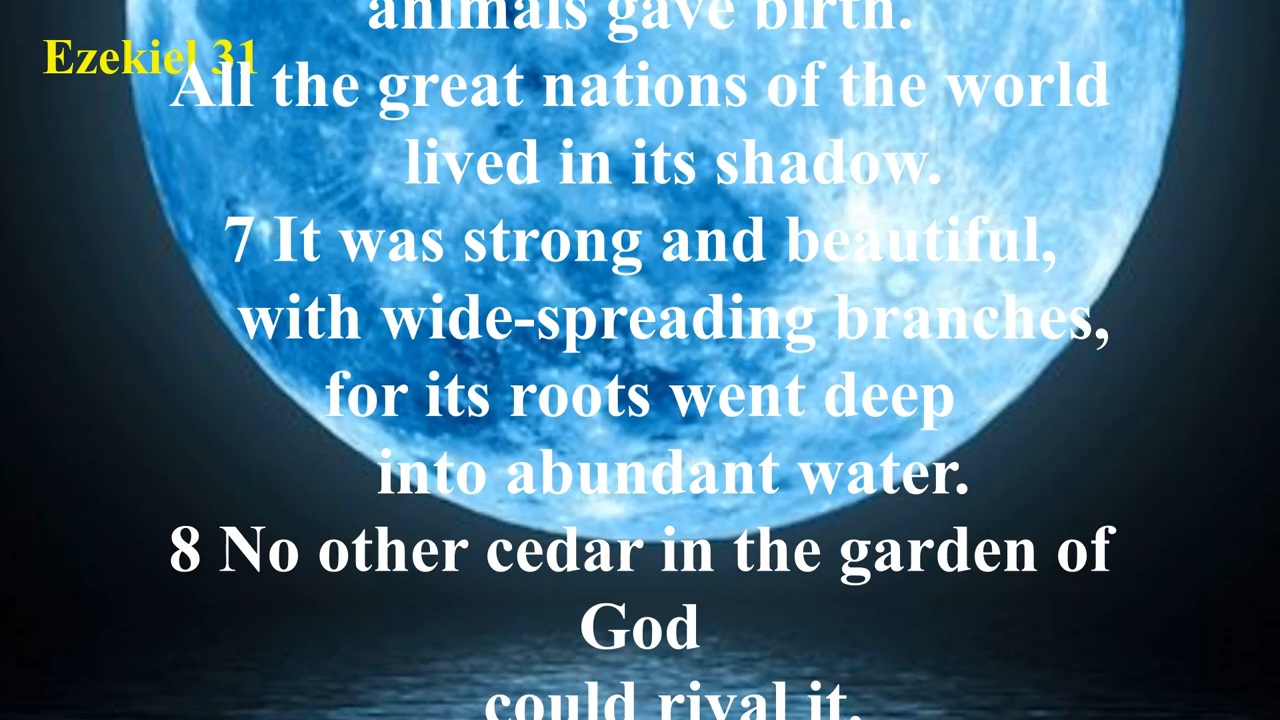 animals gave birth.
Ezekiel 31
All the great nations of the world
lived in its shadow.
7 It was strong and beautiful,
with wide-spreading branches,
for its roots went deep
into abundant water.
8 No other cedar in the garden of
God
could rival it.